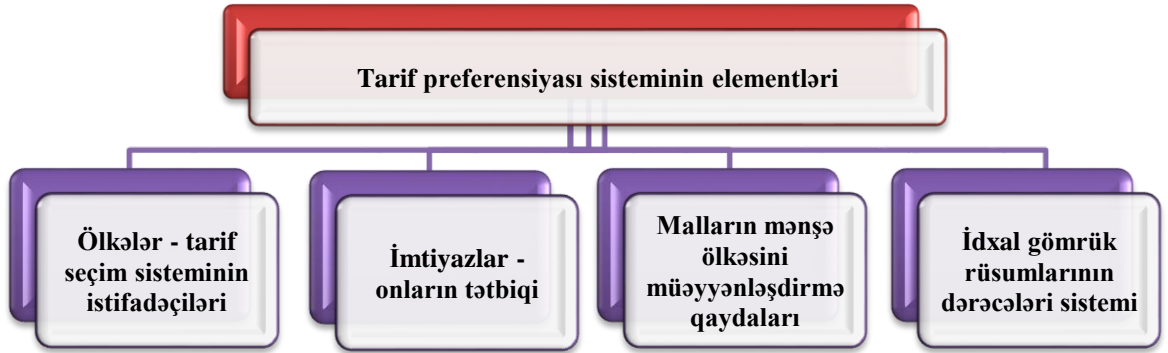 Tarif preferensiyası sisteminin elementləri
Ölkələr - tarif
seçim sisteminin
istifadəçiləri
İmtiyazlar -
onların tətbiqi
Malların mənşə
ölkəsini
müəyyənləşdirmə
qaydaları
İdxal gömrük
rüsumlarının
dərəcələri sistemi